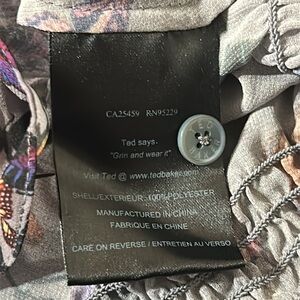 CA25459 RN95229
Ted says.
"Grin and wear it"
Visit Ted @ www.tedbaker.com
SHELL/EXTERIEUR-100% POLYESTER
MANUFACTURED IN CHINA
FABRIQUE EN CHINE
CARE ON REVERSE / ENTRETIEN AU VERSO